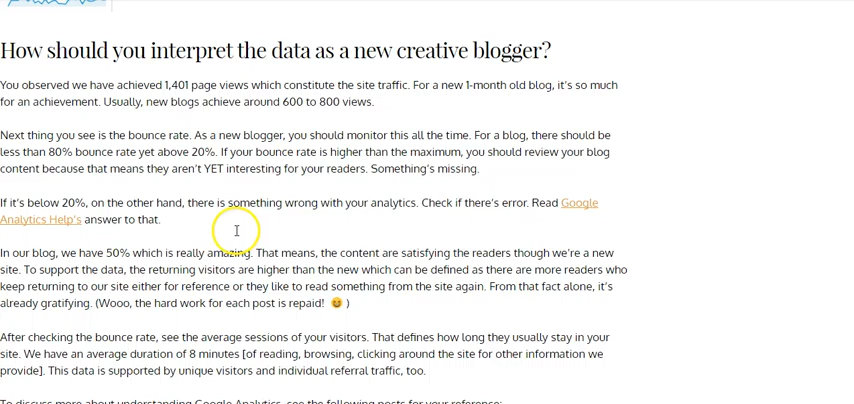 How should you interpret the data as a new creative blogger?
You observed we have achieved 1,401 page views which constitute the site traffic. For a new 1-month old blog, it's so much
for an achievement. Usually, new blogs achieve around 600 to 800 views.
Next thing you see is the bounce rate. As a new blogger, you should monitor this all the time. For a blog, there should be
less than 80% bounce rate yet above 20%. If your bounce rate is higher than the maximum, you should review your blog
content because that means they aren't YET interesting for your readers. Something's missing.
If it's below 20%, on the other hand, there is something wrong with your analytics. Check if there's error. Read Google
Analytics Help's answer to that.
In our blog, we have 50% which is really amazing. That means, the content are satisfying the readers though we're a new
site. To support the data, the returning visitors are higher than the new which can be defined as there are more readers who
keep returning to our site either for reference or they like to read something from the site again. From that fact alone, it's
already gratifying. (Wooo, the hard work for each post is repaid! 😀 )
After checking the bounce rate, see the average sessions of your visitors. That defines how long they usually stay in your
site. We have an average duration of 8 minutes [of reading, browsing, clicking around the site for other information we
provide]. This data is supported by unique visitors and individual referral traffic, too.
To discuss more about understanding Google Analytics, see the following posts for your reference: